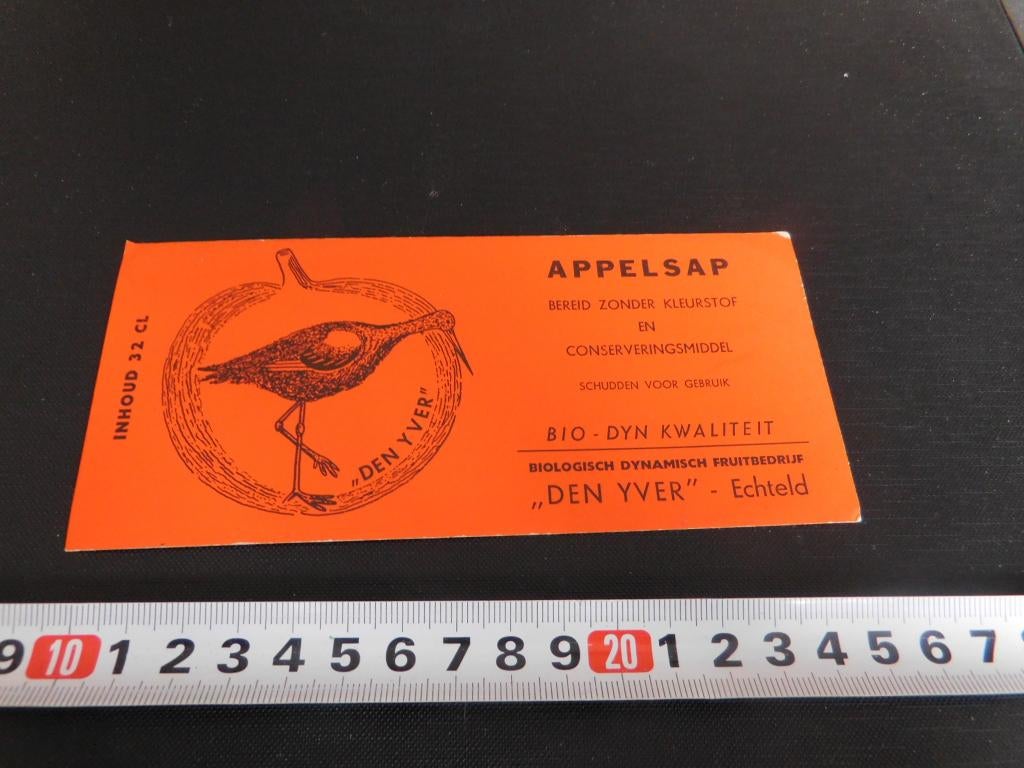 INHOUD 32 CL
„DEN YVER”
APPELSAP
BEREID ZONDER KLEURSTOF
EN
CONSERVERINGSMIDDEL
SCHUDDEN VOOR GEBRUIK
BIO - DYN KWALITEIT
BIOLOGISCH DYNAMISCH FRUITBEDRIJF
„DEN YVER” - Echteld
9 10 1 2 3 4 5 6 7 8 9 20 1 2 3 4 5 6 7